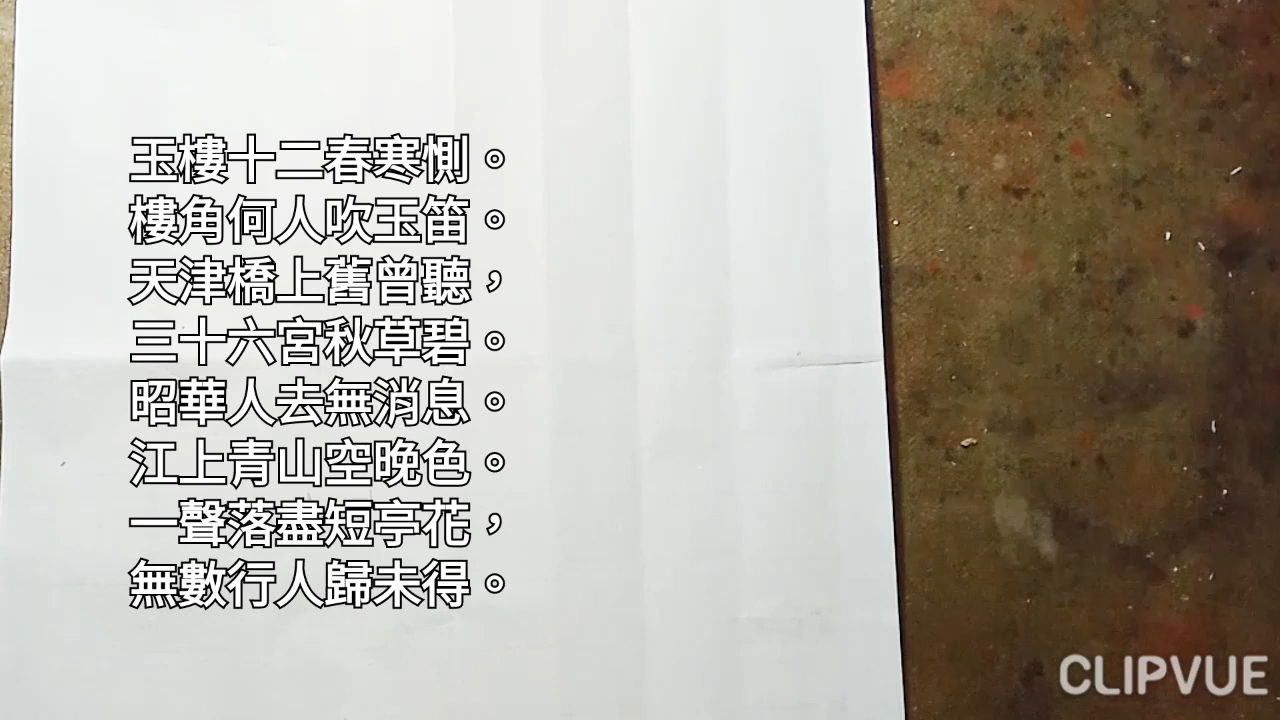 玉樓十二春寒惻。
樓角何人吹玉笛。
天津橋上舊曾聽，
三十六宮秋草碧。
昭華人去無消息。
江上青山空晚色。
一聲落盡短亭花，
無數行人歸未得。
CLIPVUE